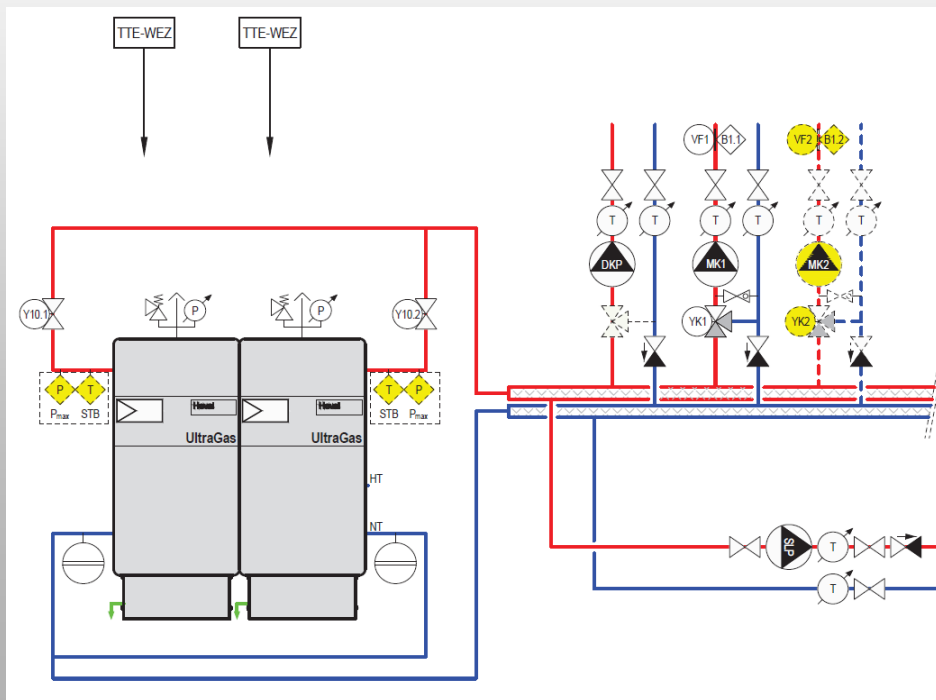 TTE-WEZ
TTE-WEZ
VF1
B1.1
VF2
B1.2
T
T
T
T
T
T
DKP
MK1
MK2
Y10.1
P
P
Y10.2
YK1
YK2
P
T
T
P
Pmax
STB
STB
Pmax
Hoval
Hoval
UltraGas
UltraGas
HT
NT
SLP
T
T